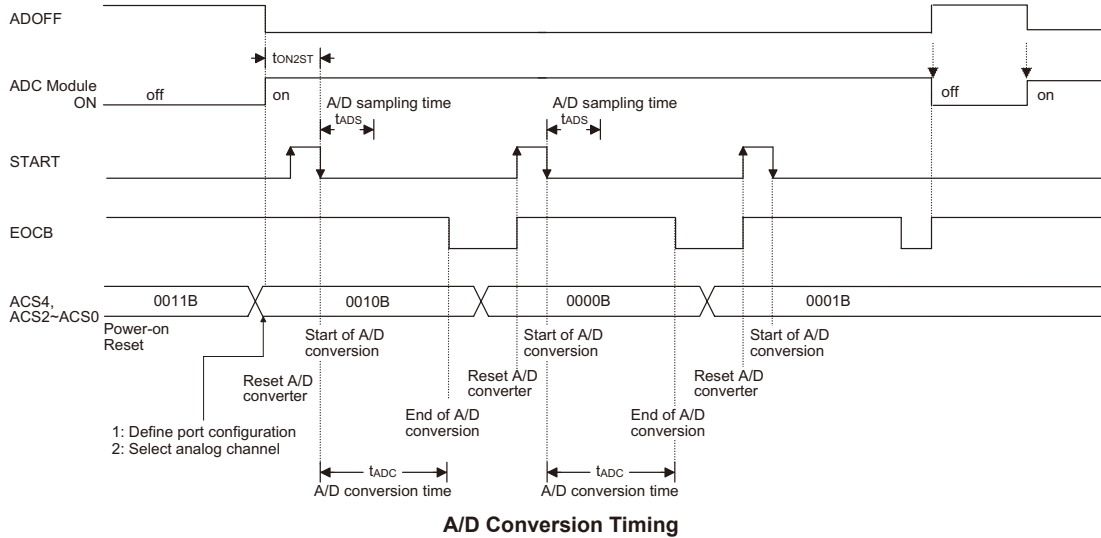 ADOFF
tON2ST
ADC Module
ON
off
on
off
on
A/D sampling time
tADS
A/D sampling time
tADS
START
EOCB
ACS4,
ACS2~ACS0
0011B
0010B
0000B
0001B
Power-on
Reset
Start of A/D
conversion
Start of A/D
conversion
Start of A/D
conversion
Reset A/D
converter
Reset A/D
converter
Reset A/D
converter
End of A/D
conversion
End of A/D
conversion
1: Define port configuration
2: Select analog channel
tADC
A/D conversion time
tADC
A/D conversion time
A/D Conversion Timing